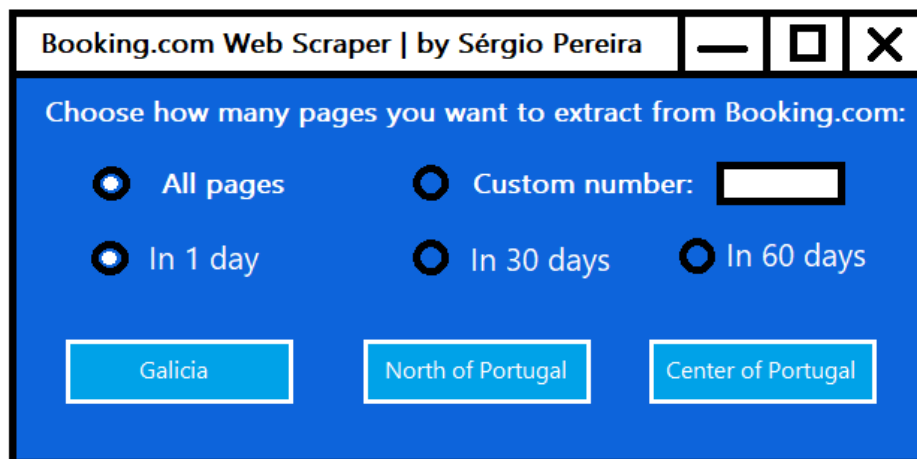 Booking.com Web Scraper | by Sérgio Pereira
Choose how many pages you want to extract from Booking.com:
All pages Custom number:
In 1 day In 30 days In 60 days
Galicia North of Portugal Center of Portugal